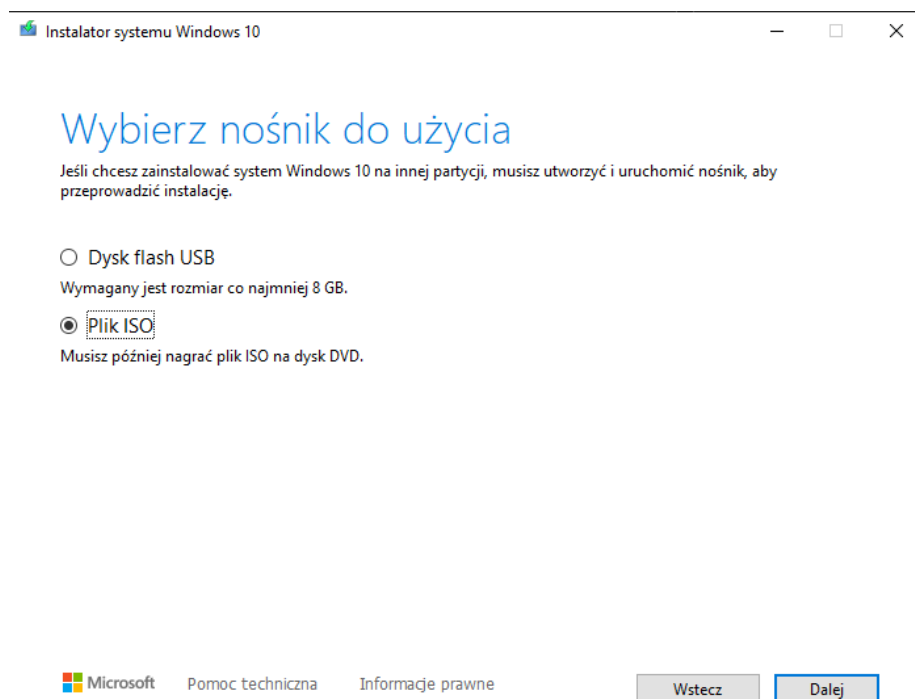 Instalator systemu Windows 10
Wybierz nośnik do użycia
Jeśli chcesz zainstalować system Windows 10 na innej partycji, musisz utworzyć i uruchomić nośnik, aby
przeprowadzić instalację.
Dysk flash USB
Wymagany jest rozmiar co najmniej 8 GB.
Plik ISO
Musisz później nagrać plik ISO na dysk DVD.
Microsoft Pomoc techniczna Informacje prawne Wstecz Dalej